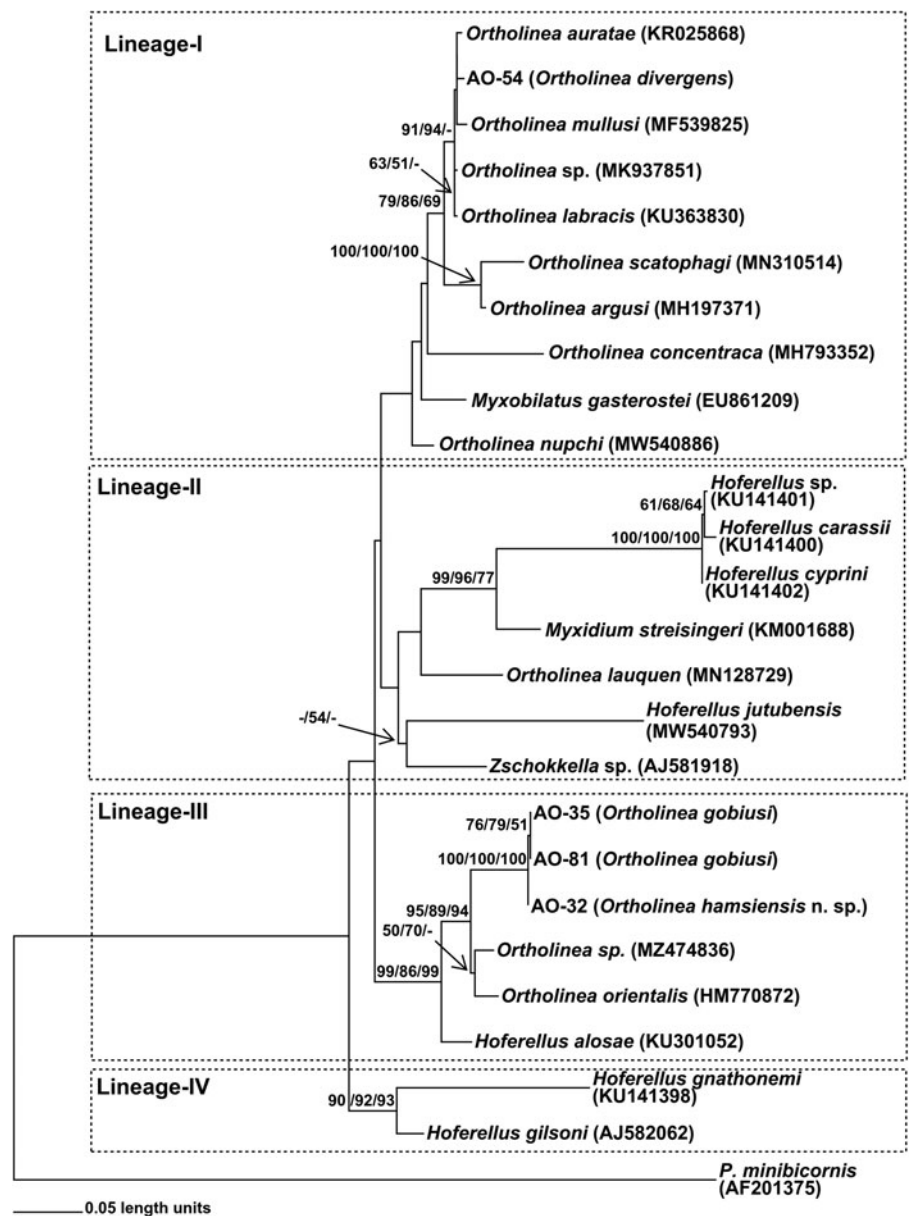 Lineage-I
Ortholinea auratae (KR025868)
AO-54 (Ortholinea divergens)
Ortholinea mullusi (MF539825)
91/94/-
63/51/-
Ortholinea sp. (MK937851)
79/86/69
Ortholinea labracis (KU363830)
100/100/100
Ortholinea scatophagi (MN310514)
Ortholinea argusi (MH197371)
Ortholinea concentraca (MH793352)
Myxobilatus gasterostei (EU861209)
Ortholinea nupchi (MW540886)
Lineage-II
Hoferellus sp.
(KU141401)
61/68/64
Hoferellus carassii
(KU141400)
100/100/100
Hoferellus cyprini
(KU141402)
99/96/77
Myxidium streisingeri (KM001688)
Ortholinea lauquen (MN128729)
Hoferellus jutubensis
(MW540793)
-/54/-
Zschokkella sp. (AJ581918)
Lineage-III
AO-35 (Ortholinea gobiusi)
76/79/51
AO-81 (Ortholinea gobiusi)
100/100/100
AO-32 (Ortholinea hamsiensis n. sp.)
95/89/94
50/70/-
Ortholinea sp. (MZ474836)
99/86/99
Ortholinea orientalis (HM770872)
Hoferellus alosae (KU301052)
Lineage-IV
Hoferellus gnathonemi
(KU141398)
90 /92/93
Hoferellus gilsoni (AJ582062)
P. minibicornis
(AF201375)
0.05 length units